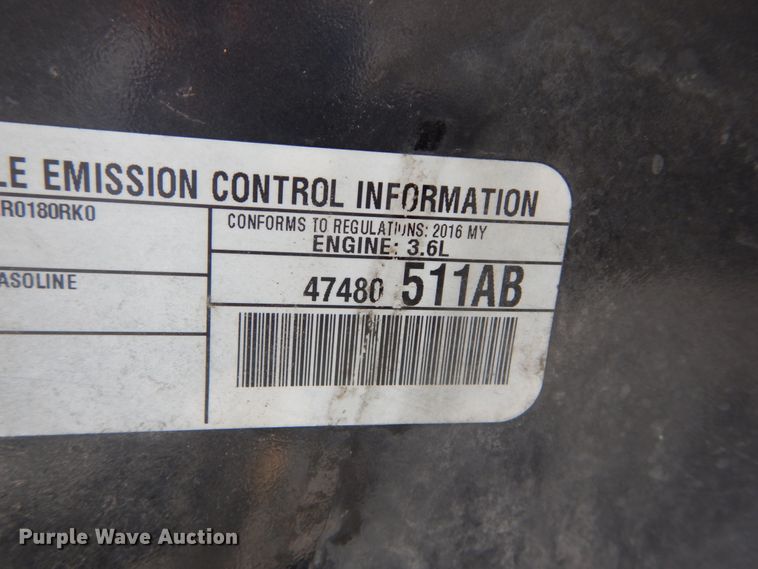 LE EMISSION CONTROL INFORMATION
R0180RK0
CONFORMS TO REGULATIONS: 2016 MY
ENGINE: 3.6L
ASOLINE
47480 511AB
Purple Wave Auction®